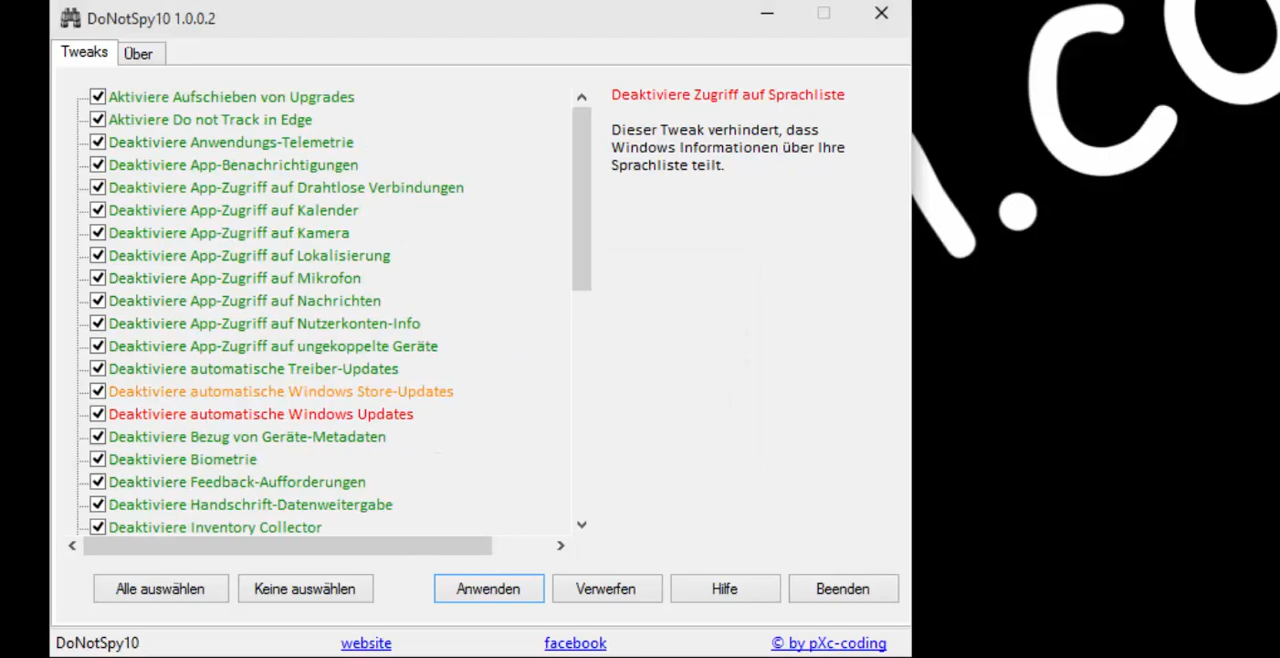 DoNotSpy10 1.0.0.2
Tweaks
Über
Aktiviere Aufschieben von Upgrades
Aktiviere Do not Track in Edge
Deaktiviere Anwendungs-Telemetrie
Deaktiviere App-Benachrichtigungen
Deaktiviere App-Zugriff auf Drahtlose Verbindungen
Deaktiviere App-Zugriff auf Kalender
Deaktiviere App-Zugriff auf Kamera
Deaktiviere App-Zugriff auf Lokalisierung
Deaktiviere App-Zugriff auf Mikrofon
Deaktiviere App-Zugriff auf Nachrichten
Deaktiviere App-Zugriff auf Nutzerkonten-Info
Deaktiviere App-Zugriff auf ungekoppelte Geräte
Deaktiviere automatische Treiber-Updates
Deaktiviere automatische Windows Store-Updates
Deaktiviere automatische Windows Updates
Deaktiviere Bezug von Geräte-Metadaten
Deaktiviere Biometrie
Deaktiviere Feedback-Aufforderungen
Deaktiviere Handschrift-Datenweitergabe
Deaktiviere Inventory Collector
Deaktiviere Zugriff auf Sprachliste
Dieser Tweak verhindert, dass
Windows Informationen über Ihre
Sprachliste teilt.
Alle auswählen
Keine auswählen
Anwenden
Verwerfen
Hilfe
Beenden
DoNotSpy10
website
facebook
© by pXc-coding
.co